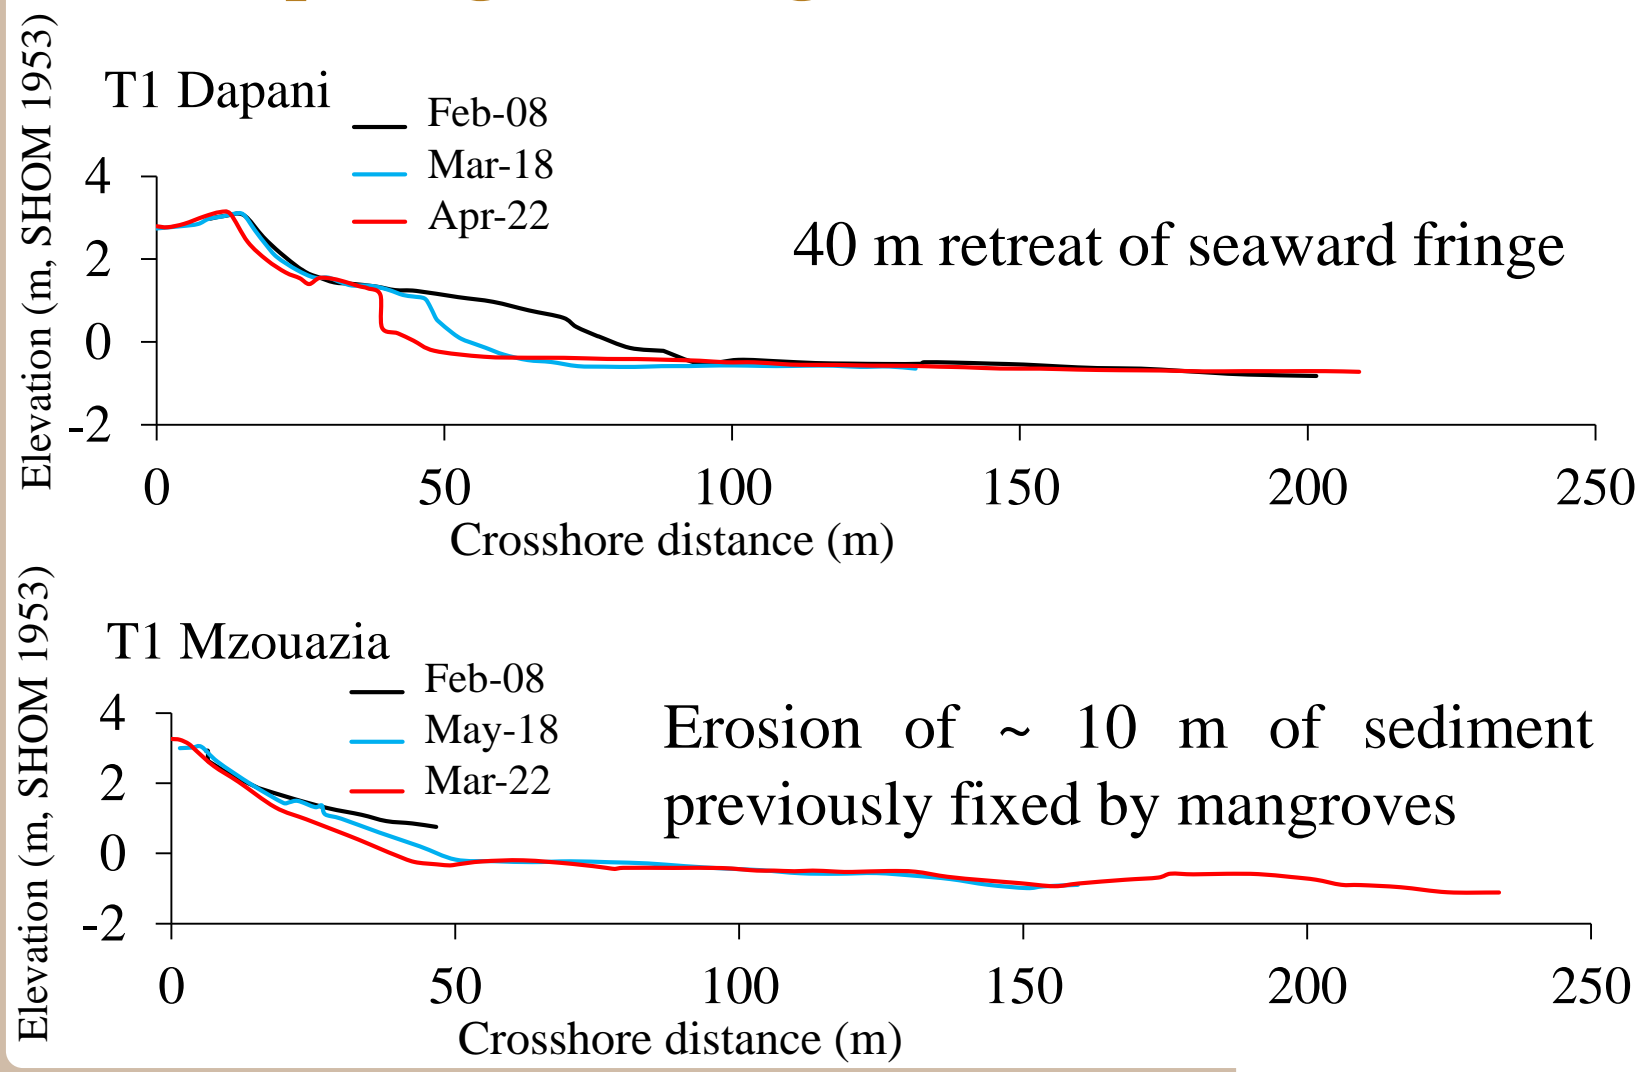 T1 Dapani
Feb-08
Mar-18
Apr-22
40 m retreat of seaward fringe
Elevation (m, SHOM 1953)
4
2
0
-2
0 50 100 150 200 250
Crosshore distance (m)
T1 Mzouazia
Feb-08
May-18
Mar-22
Erosion of ~ 10 m of sediment
previously fixed by mangroves
Elevation (m, SHOM 1953)
4
2
0
-2
0 50 100 150 200 250
Crosshore distance (m)